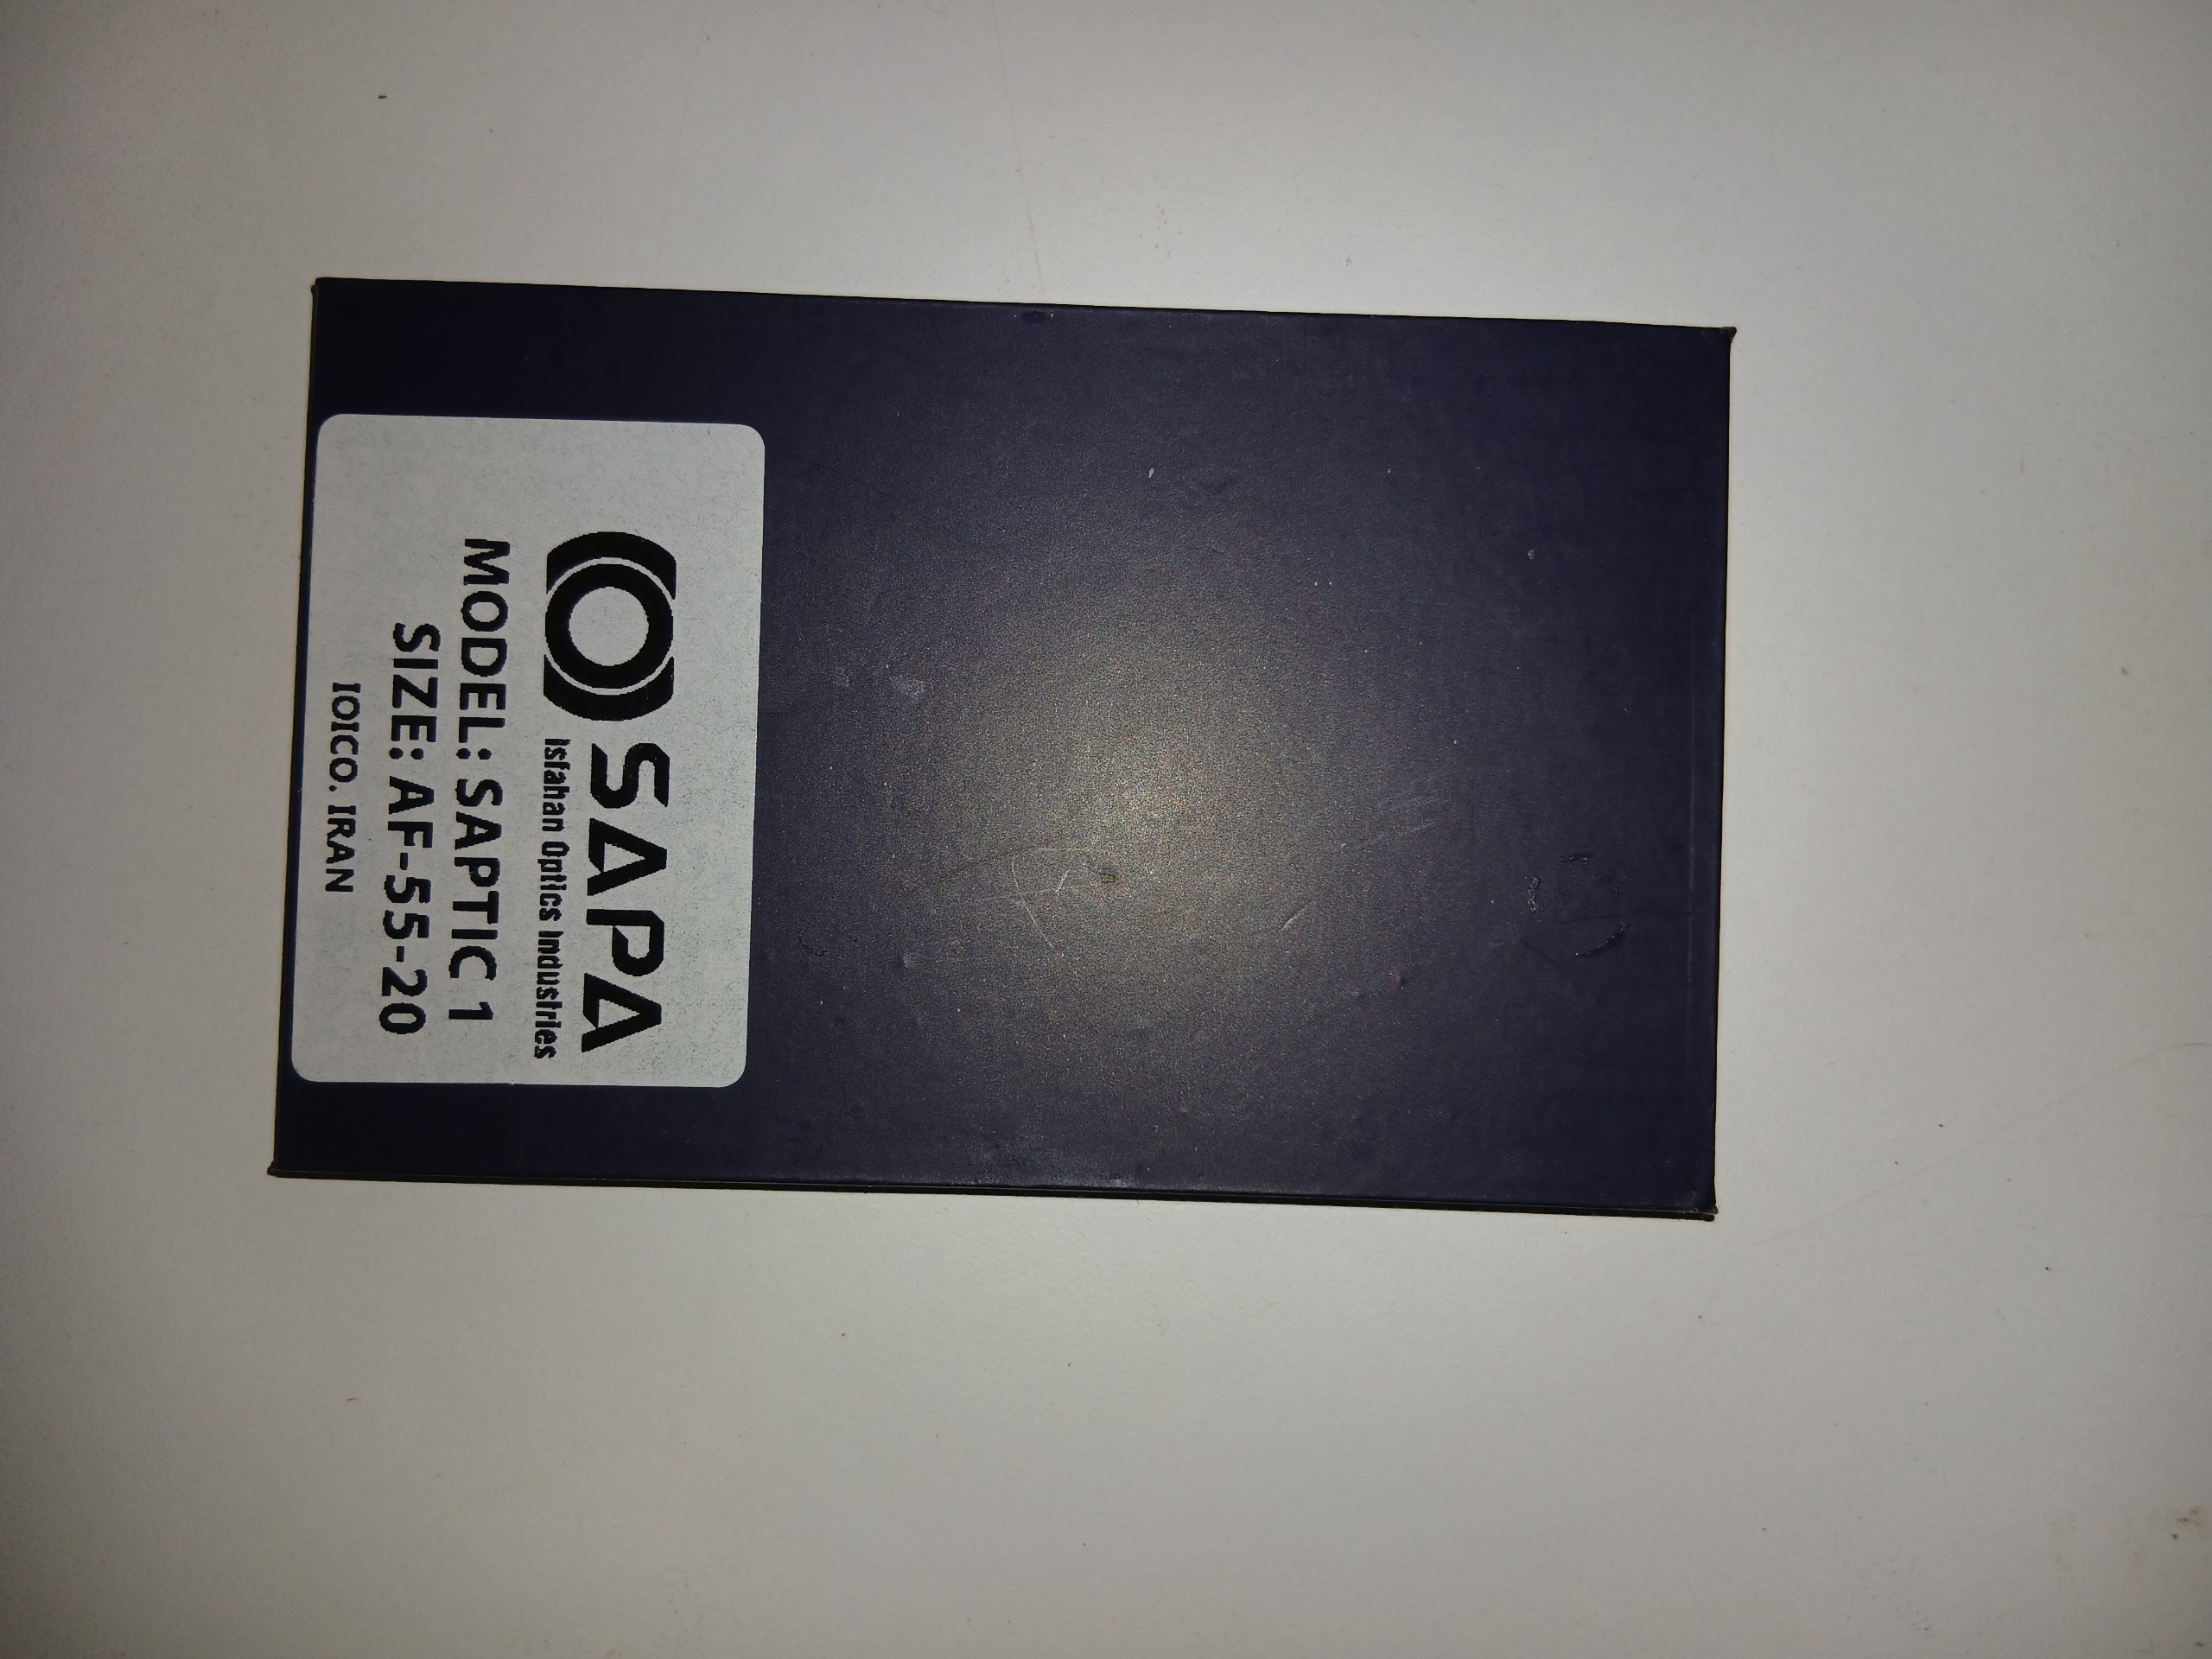 SAPA
Isfahan Optics Industries
MODEL: SAPTIC 1
SIZE: AF-55-20
IOICO. IRAN